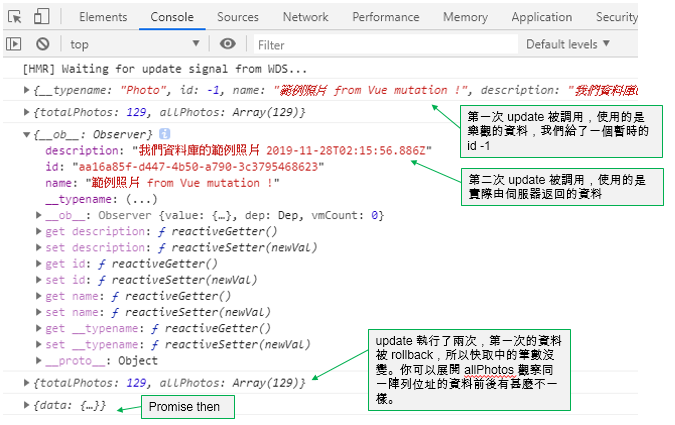 Elements Console Sources Network Performance Memory Application Security
top Filter Default levels ▼
[HMR] Waiting for update signal from WDS...
{__typename: "Photo", id: -1, name: "範例照片 from Vue mutation !", description: "我們資料庫
{totalPhotos: 129, allPhotos: Array(129)}
第一次 update 被調用，使用的是
樂觀的資料，我們給了一個暫時的
id -1
{__ob__: Observer}
description: "我們資料庫的範例照片 2019-11-28T02:15:56.886Z"
id: "aa16a85f-d447-4b50-a790-3c3795468623"
name: "範例照片 from Vue mutation !"
第二次 update 被調用，使用的是
實際由伺服器返回的資料
__typename: (...)
__ob__: Observer {value: {…}, dep: Dep, vmCount: 0}
get description: ƒ reactiveGetter()
set description: ƒ reactiveSetter(newVal)
get id: ƒ reactiveGetter()
set id: ƒ reactiveSetter(newVal)
get name: ƒ reactiveGetter()
set name: ƒ reactiveSetter(newVal)
get __typename: ƒ reactiveGetter()
set __typename: ƒ reactiveSetter(newVal)
__proto__: Object
update 執行了兩次，第一次的資料
被 rollback，所以快取中的筆數沒
變。你可以展開 allPhotos 觀察同
一陣列位址的資料前後有甚麼不一
樣。
{totalPhotos: 129, allPhotos: Array(129)}
{data: {…}}
Promise then